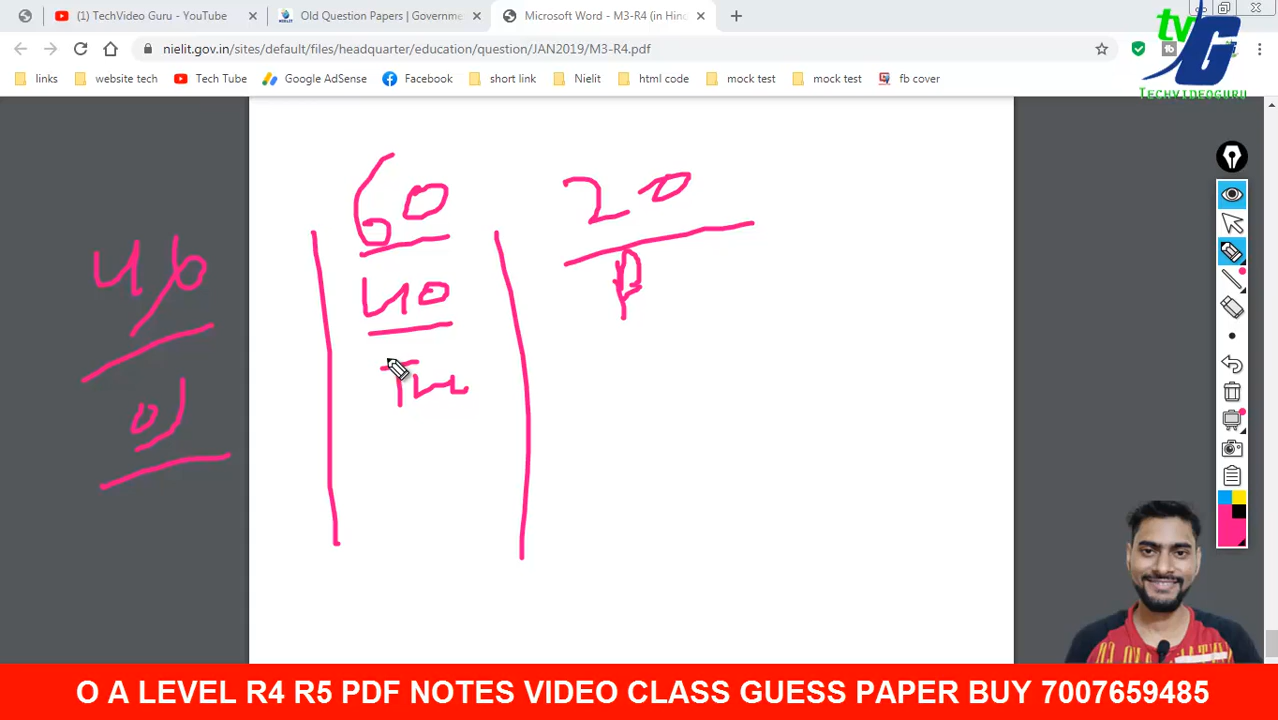 (1) TechVideo Guru - YouTube
Old Question Papers | Governme
Microsoft Word - M3-R4 (in Hind
nielit.gov.in/sites/default/files/headquarter/education/question/JAN2019/M3-R4.pdf
links
website tech
Tech Tube
Google AdSense
Facebook
short link
Nielit
html code
mock test
mock test
fb cover
TECHVIDEOGURU
60
20
40
O A LEVEL R4 R5 PDF NOTES VIDEO CLASS GUESS PAPER BUY 7007659485